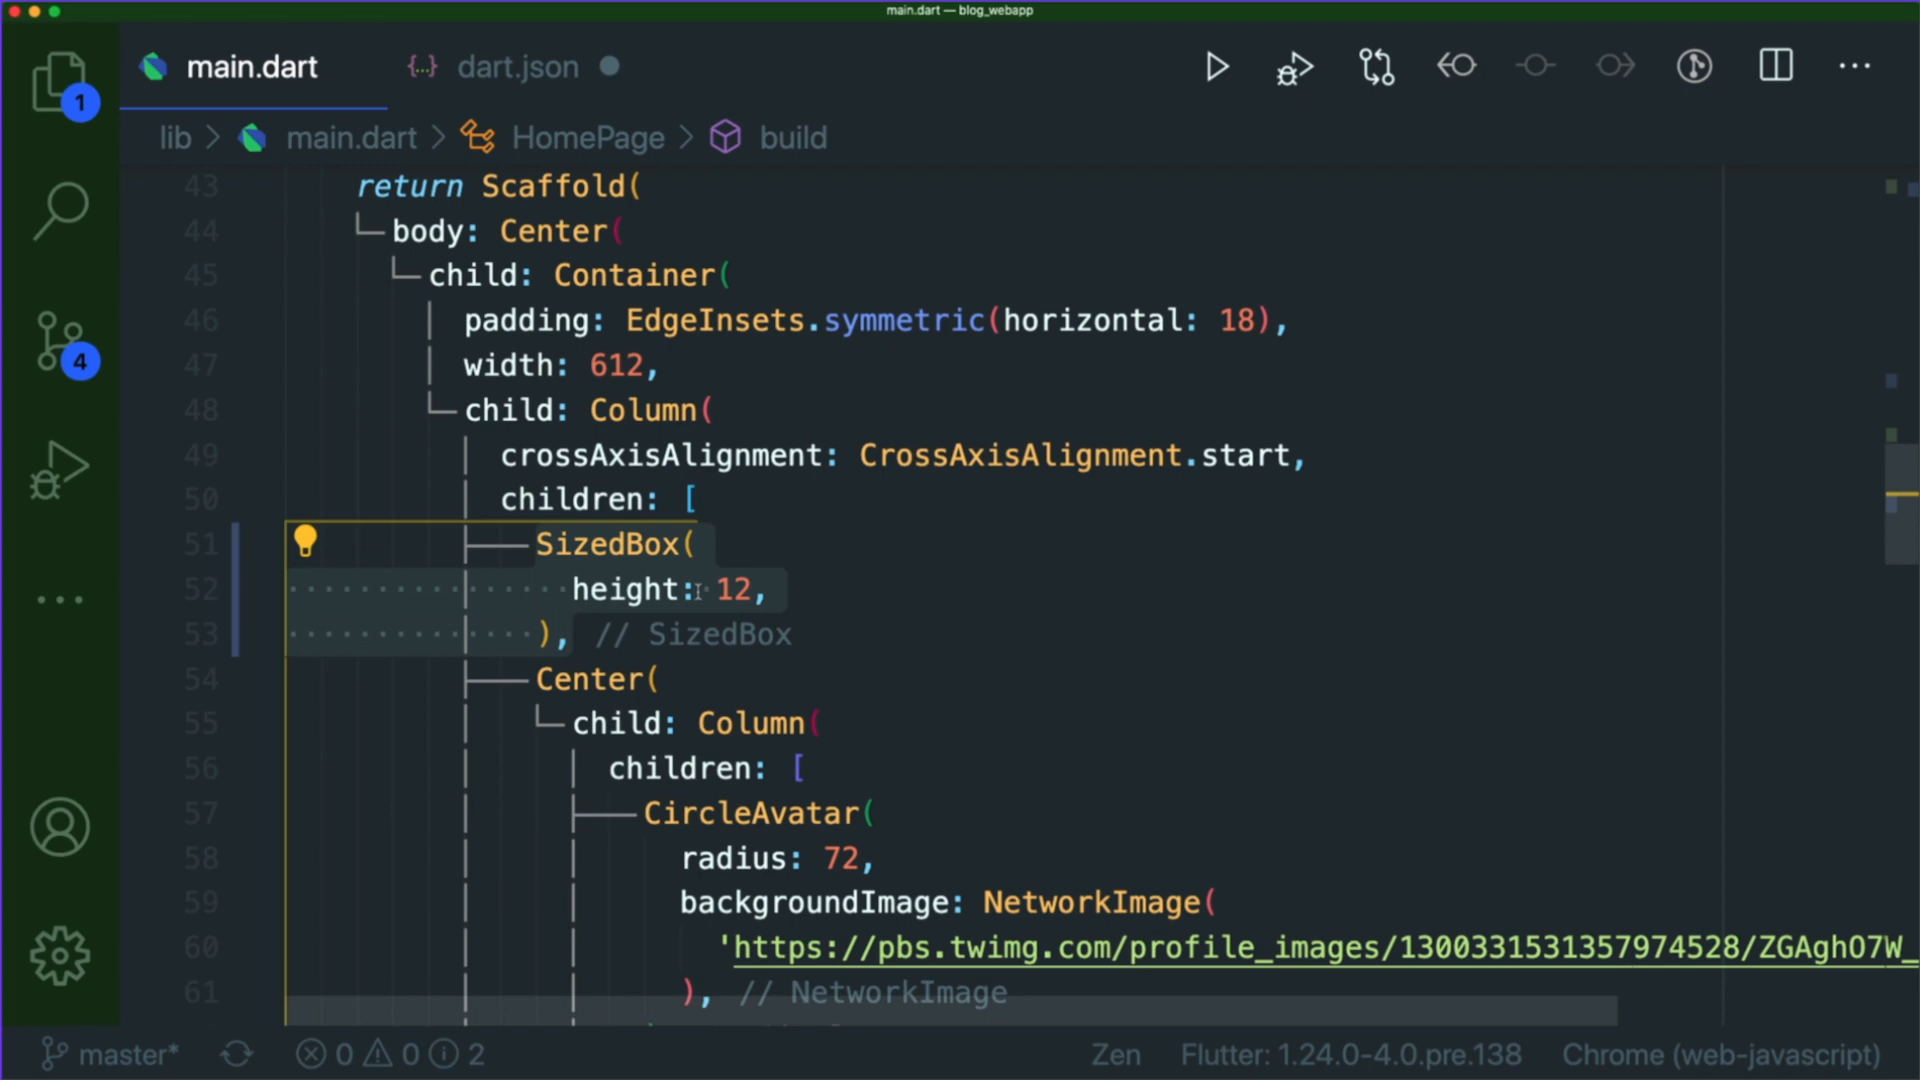 main.dart — blog_webapp
main.dart {..} dart.json
1
lib > main.dart > HomePage > build
43 return Scaffold(
44 body: Center(
45 child: Container(
46 padding: EdgeInsets.symmetric(horizontal: 18),
47 width: 612,
48 child: Column(
49 crossAxisAlignment: CrossAxisAlignment.start,
50 children: [
51 SizedBox(
52 height: 12,
53 ), // SizedBox
54 Center(
55 child: Column(
56 children: [
57 CircleAvatar(
58 radius: 72,
59 backgroundImage: NetworkImage(
60 'https://pbs.twimg.com/profile_images/1300331531357974528/ZGAghO7W_
61 ), // NetworkImage
4
master* 0 0 2 Zen Flutter: 1.24.0-4.0.pre.138 Chrome (web-javascript)